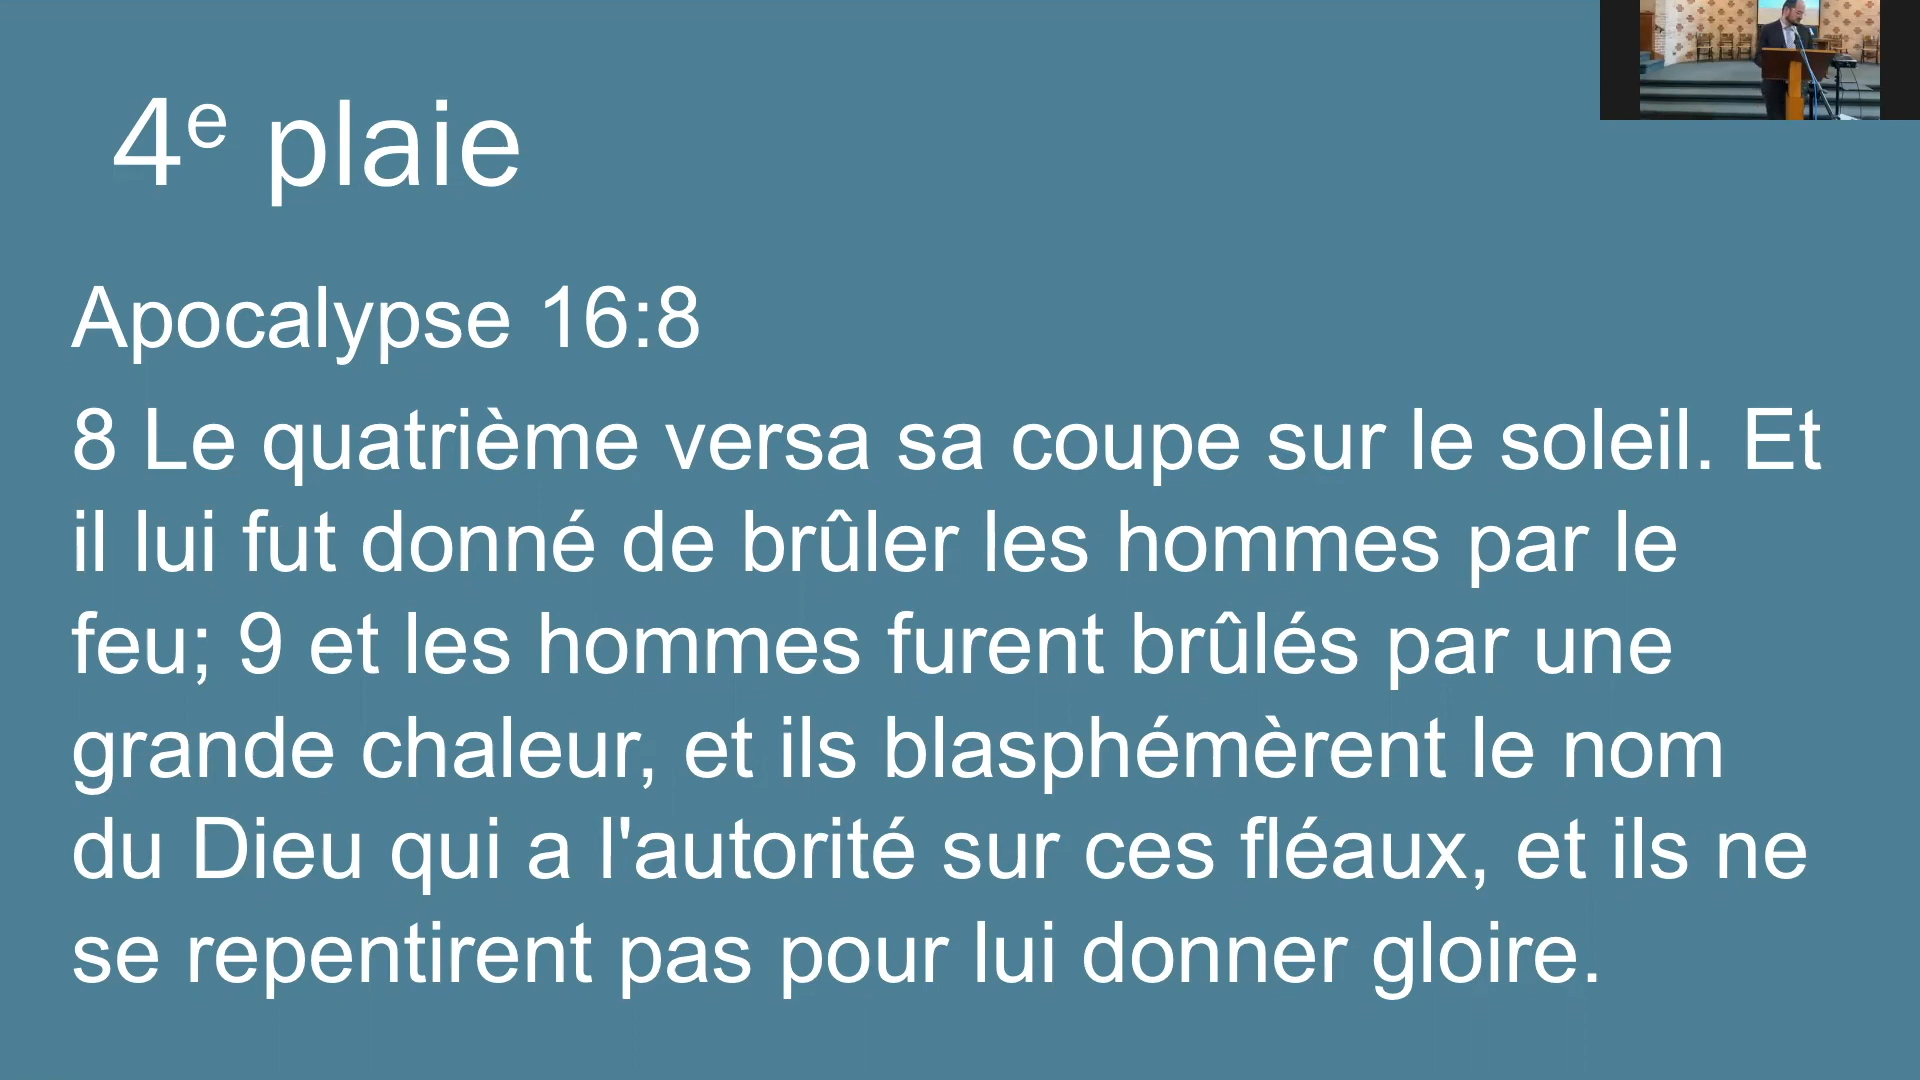 4e plaie
Apocalypse 16:8
8 Le quatrième versa sa coupe sur le soleil. Et
il lui fut donné de brûler les hommes par le
feu; 9 et les hommes furent brûlés par une
grande chaleur, et ils blasphémèrent le nom
du Dieu qui a l'autorité sur ces fléaux, et ils ne
se repentirent pas pour lui donner gloire.